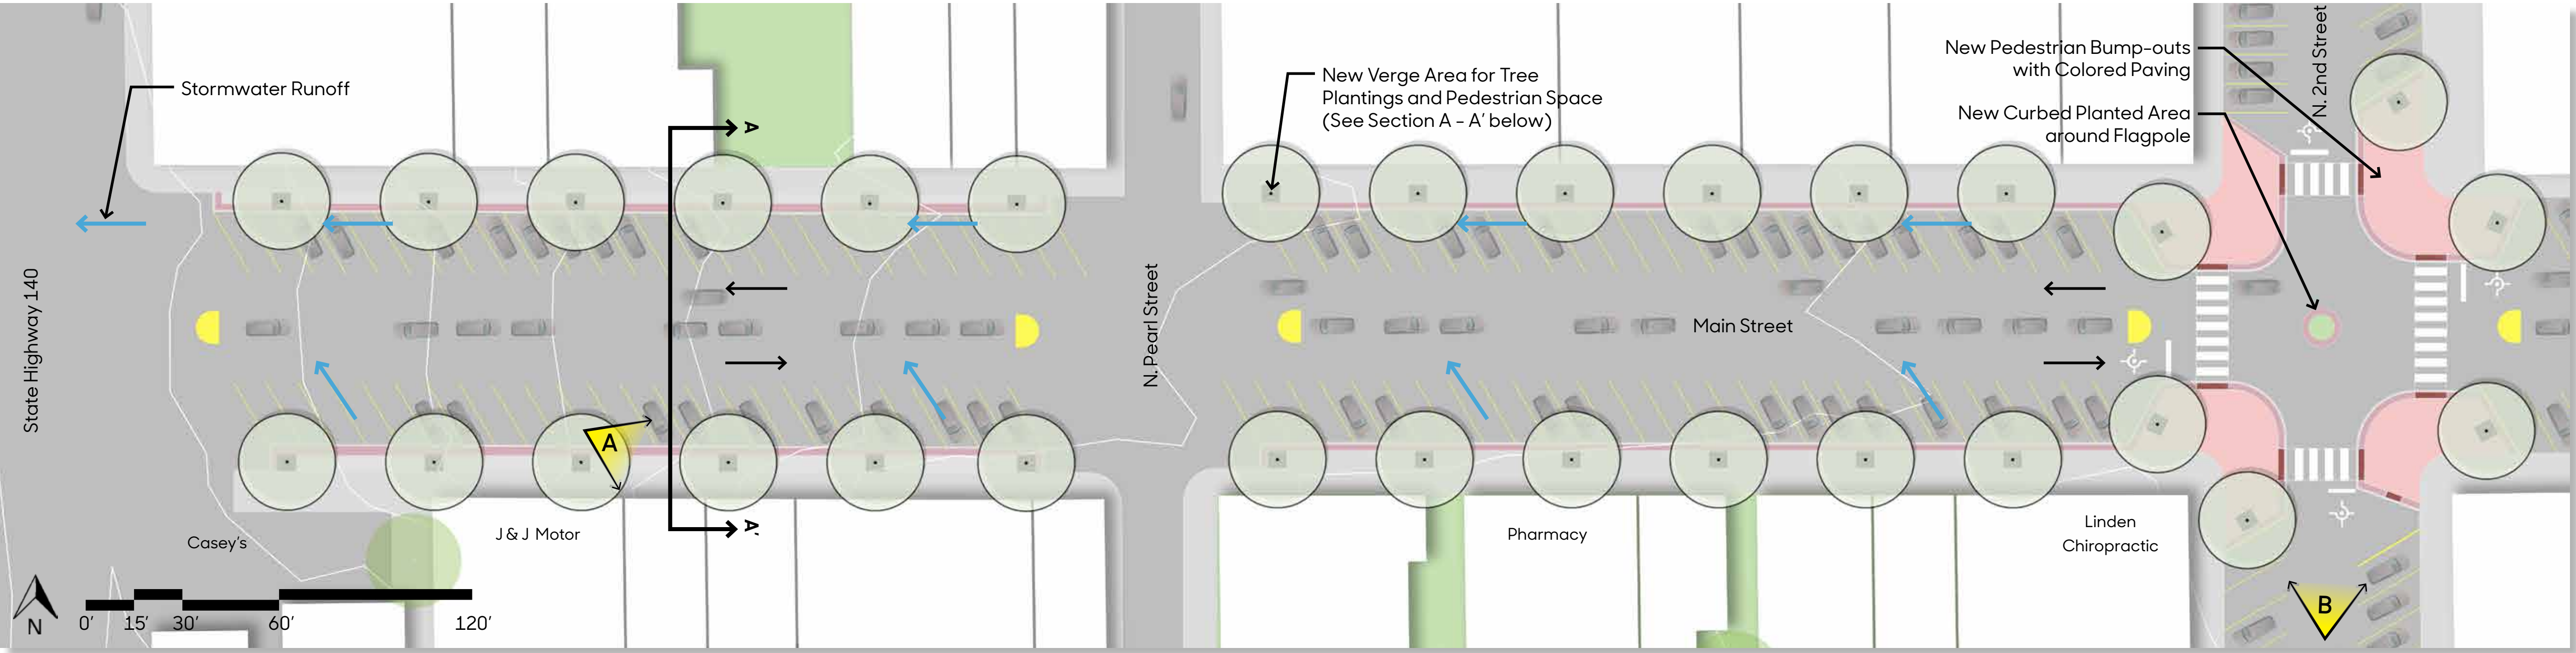 Stormwater Runoff
A
New Verge Area for Tree
Plantings and Pedestrian Space
(See Section A - A' below)
New Pedestrian Bump-outs
with Colored Paving
New Curbed Planted Area
around Flagpole
N. 2nd Street
State Highway 140
N. Pearl Street
Main Street
A
A'
Casey's
J & J Motor
Pharmacy
Linden
Chiropractic
B
N
0' 15' 30' 60' 120'